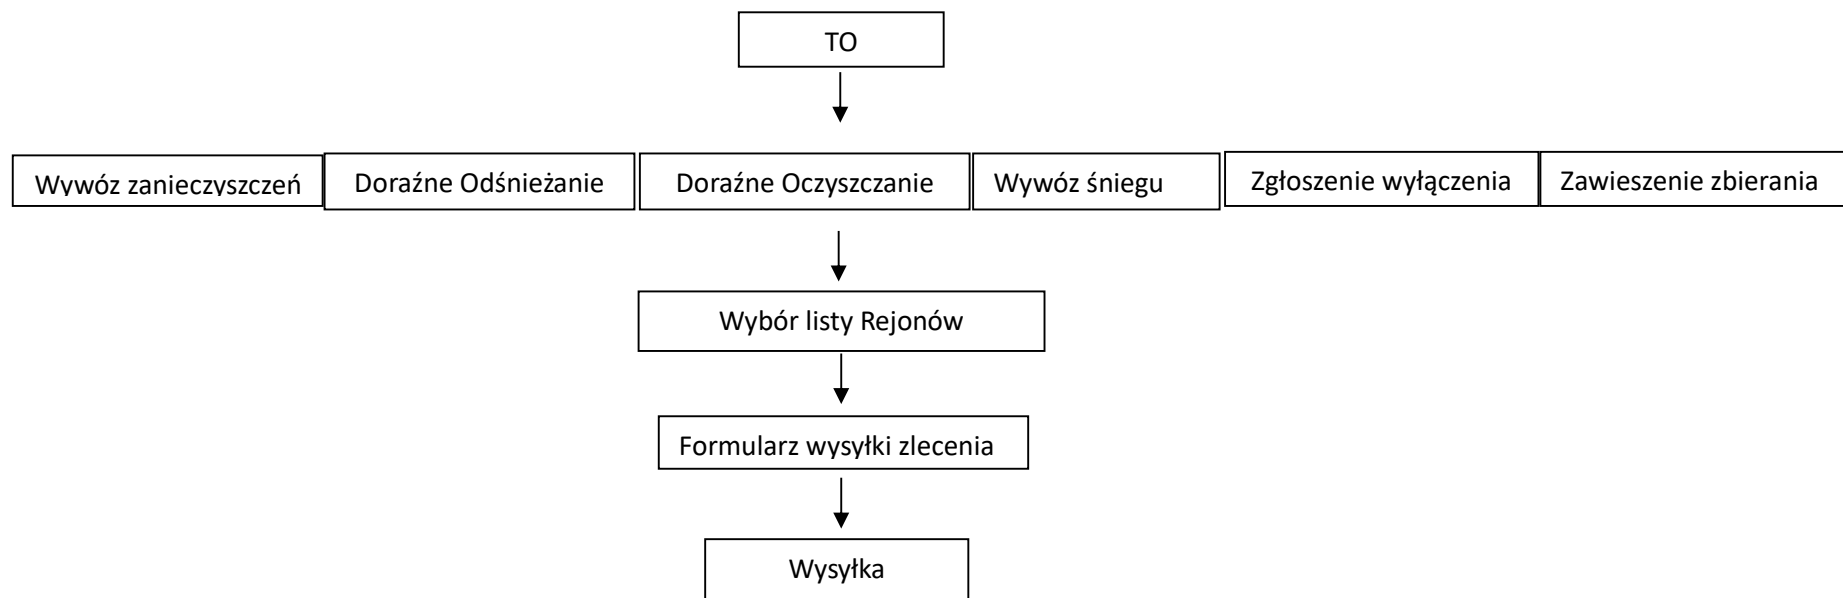 TO
Wywóz zanieczyszczeń
Doraźne Odśnieżanie
Doraźne Oczyszczanie
Wywóz śniegu
Zgłoszenie wyłączenia
Zawieszenie zbierania
Wybór listy Rejonów
Formularz wysyłki zlecenia
Wysyłka